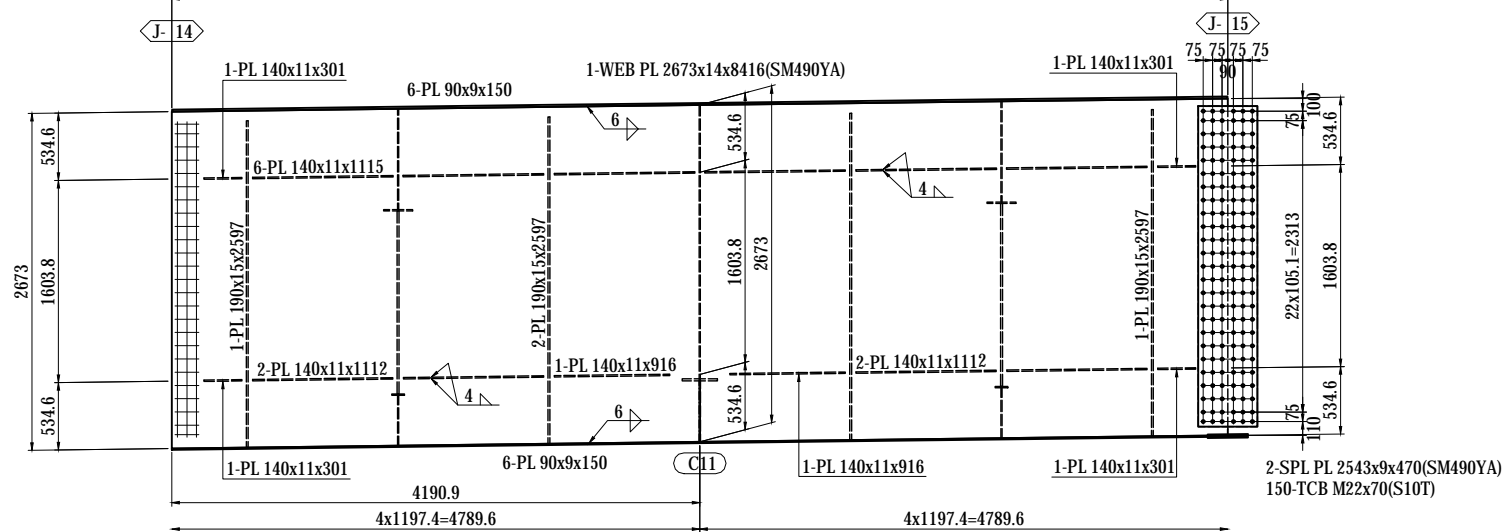 J- 14
J- 15
75 75 75 75
90
1-PL 140x11x301
1-WEB PL 2673x14x8416(SM490YA)
1-PL 140x11x301
6-PL 90x9x150
6
100
75
534.6
534.6
534.6
6-PL 140x11x1115
4
2673
1603.8
1-PL 190x15x2597
2-PL 190x15x2597
1603.8
2673
1-PL 190x15x2597
22x105.1=2313
1603.8
2-PL 140x11x1112
1-PL 140x11x916
2-PL 140x11x1112
4
534.6
6
534.6
75
534.6
110
1-PL 140x11x301
6-PL 90x9x150
C11
1-PL 140x11x916
1-PL 140x11x301
2-SPL PL 2543x9x470(SM490YA)
150-TCB M22x70(S10T)
4190.9
4x1197.4=4789.6
4x1197.4=4789.6